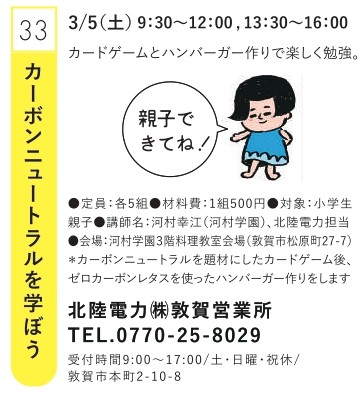 33
カーボンニュートラルを学ぼう
3/5(土) 9:30〜12:00 , 13:30〜16:00
カードゲームとハンバーガー作りで楽しく勉強。
親子で
きてね!
●定員:各5組●材料費:1組500円●対象:小学生
親子●講師名:河村幸江(河村学園)、北陸電力担当
●会場:河村学園3階料理教室会場(敦賀市松原町27-7)
*カーボンニュートラルを題材にしたカードゲーム後、
ゼロカーボンレタスを使ったハンバーガー作りをします
北陸電力㈱敦賀営業所
TEL.0770-25-8029
受付時間9:00〜17:00/土・日曜・祝休/
敦賀市本町2-10-8